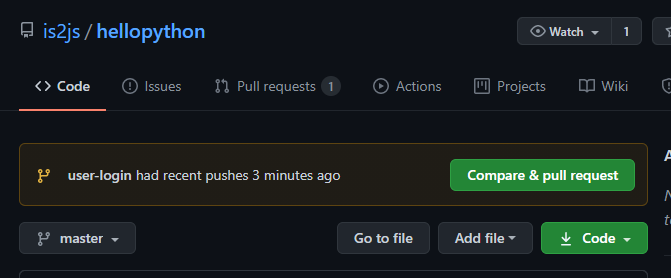 is2js / hellopython
Watch 1
Code Issues Pull requests 1 Actions Projects Wiki
user-login had recent pushes 3 minutes ago Compare & pull request
master Go to file Add file Code